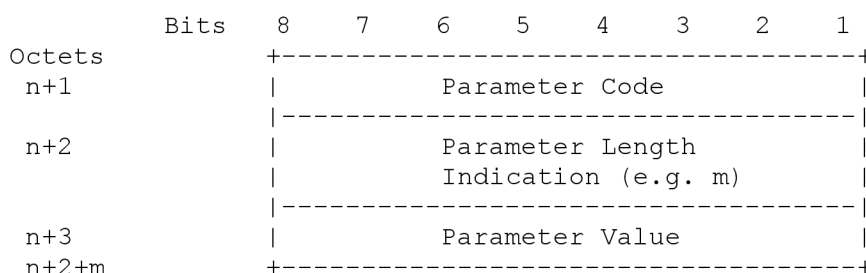 Bits 8 7 6 5 4 3 2 1
Octets +------------------------------------+
n+1 | Parameter Code |
|------------------------------------|
n+2 | Parameter Length |
| Indication (e.g. m) |
|------------------------------------|
n+3 | Parameter Value |
n+2+m +------------------------------------+